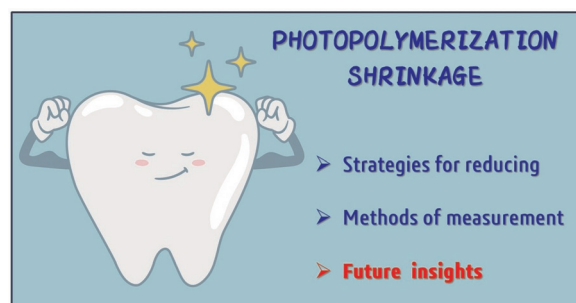 PHOTOPOLYMERIZATION
SHRINKAGE
➢ Strategies for reducing
➢ Methods of measurement
➢ Future insights